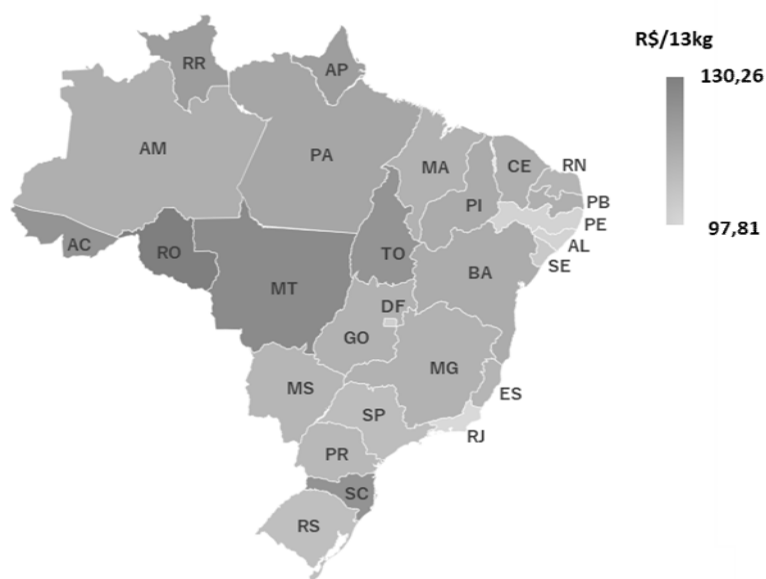 R$/13kg
130,26
97,81
RR
AP
AM
PA
MA
CE
RN
PI
PB
PE
AL
SE
AC
RO
TO
BA
MT
DF
GO
MG
MS
ES
SP
RJ
PR
SC
RS